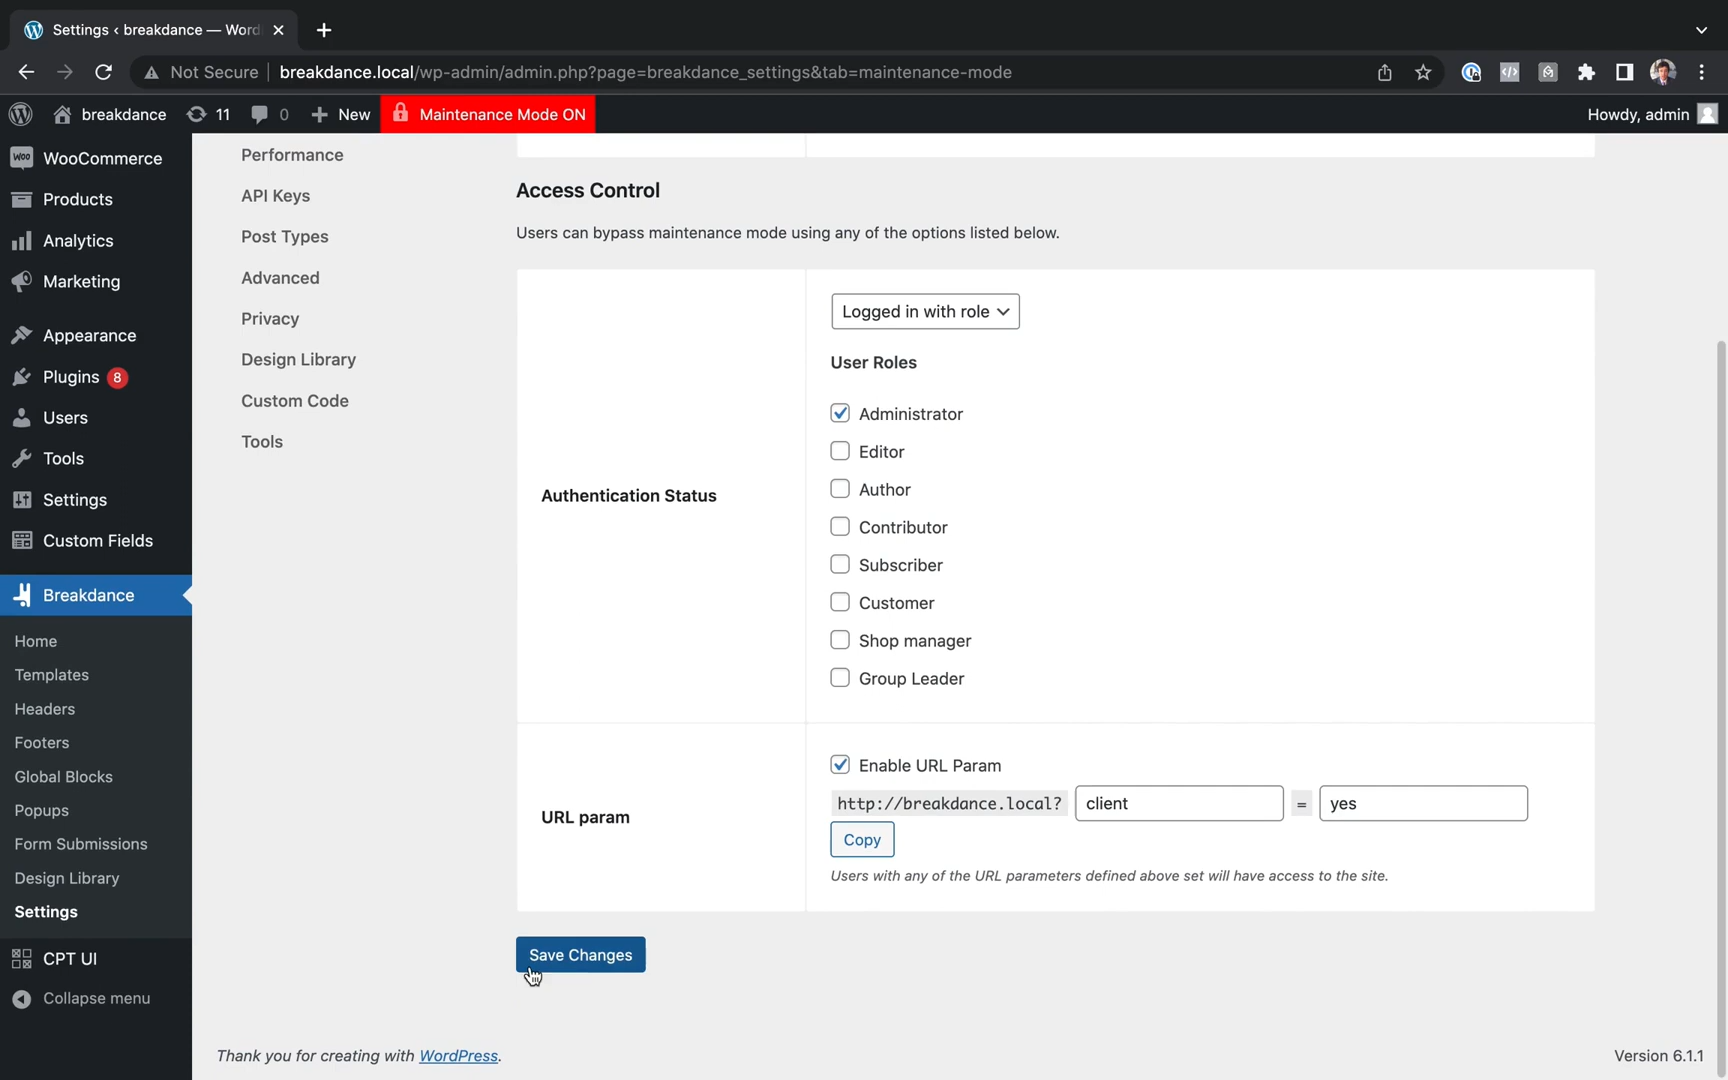 Settings ‹ breakdance — Word
Not Secure
breakdance.local/wp-admin/admin.php?page=breakdance_settings&tab=maintenance-mode
breakdance
11
0
New
Maintenance Mode ON
Howdy, admin
WooCommerce
Products
Analytics
Marketing
Appearance
Plugins 8
Users
Tools
Settings
Custom Fields
Breakdance
Home
Templates
Headers
Footers
Global Blocks
Popups
Form Submissions
Design Library
Settings
CPT UI
Collapse menu
Performance
API Keys
Post Types
Advanced
Privacy
Design Library
Custom Code
Tools
Access Control
Users can bypass maintenance mode using any of the options listed below.
Authentication Status
Logged in with role
User Roles
Administrator
Editor
Author
Contributor
Subscriber
Customer
Shop manager
Group Leader
URL param
Enable URL Param
http://breakdance.local? client = yes
Copy
Users with any of the URL parameters defined above set will have access to the site.
Save Changes
Thank you for creating with WordPress.
Version 6.1.1